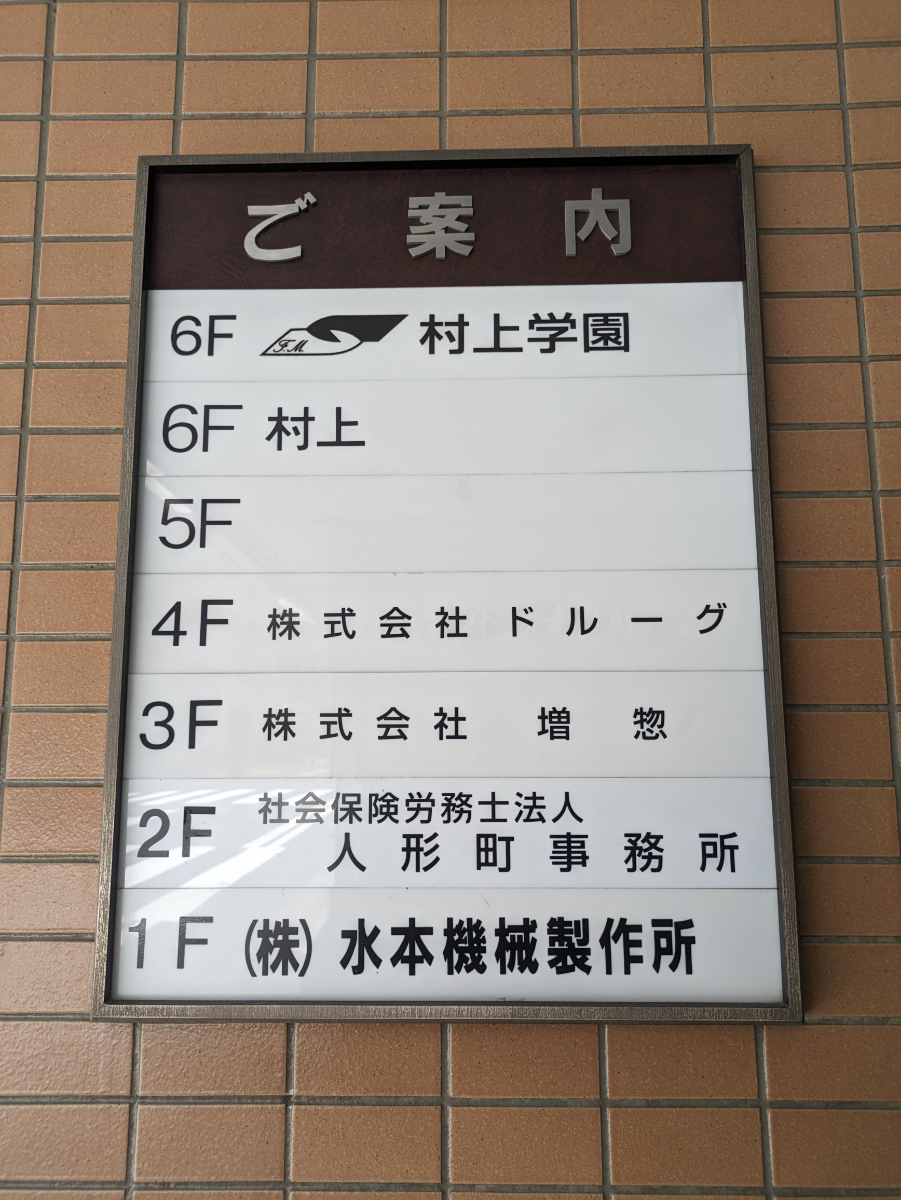 ご案内
6F F.M 村上学園
6F 村上
5F
4F 株式会社ドルーグ
3F 株式会社 増惣
2F 社会保険労務士法人
人形町事務所
1F (株)水本機械製作所